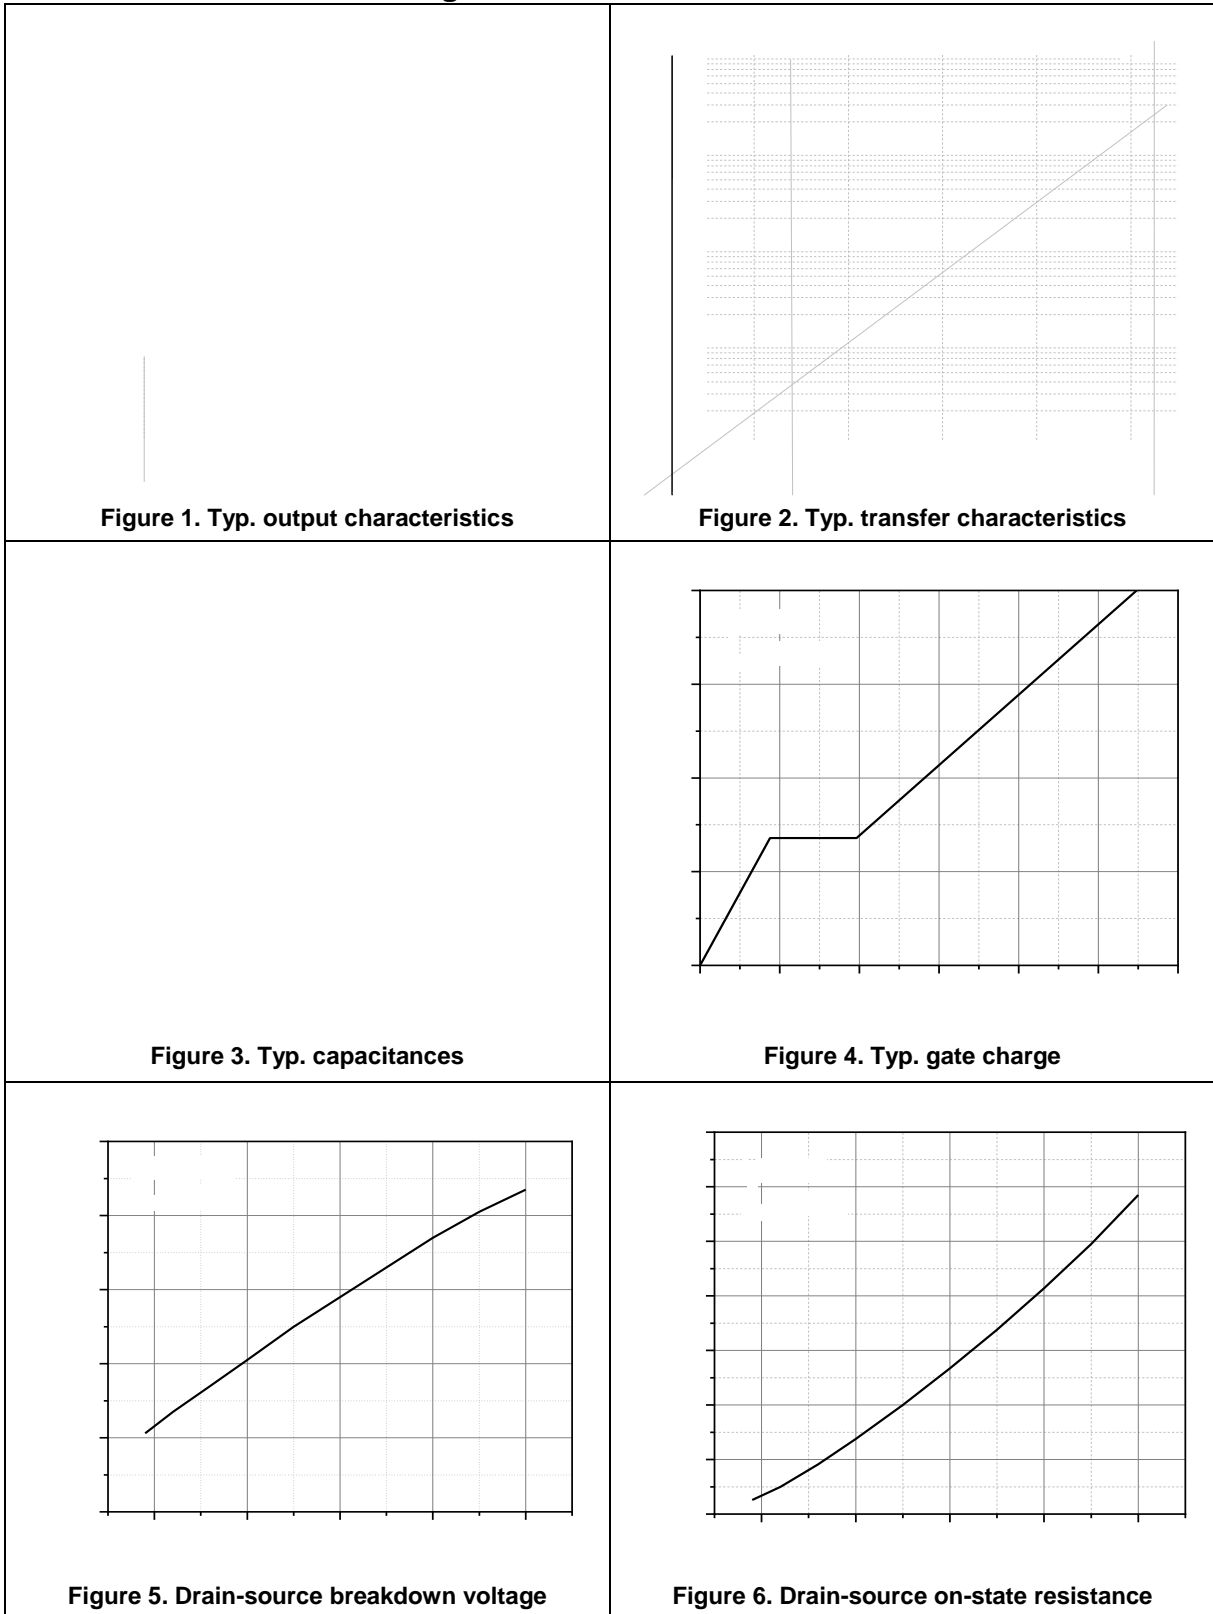 Figure 1. Typ. output characteristics
Figure 2. Typ. transfer characteristics
Figure 3. Typ. capacitances
Figure 4. Typ. gate charge
Figure 5. Drain-source breakdown voltage
Figure 6. Drain-source on-state resistance